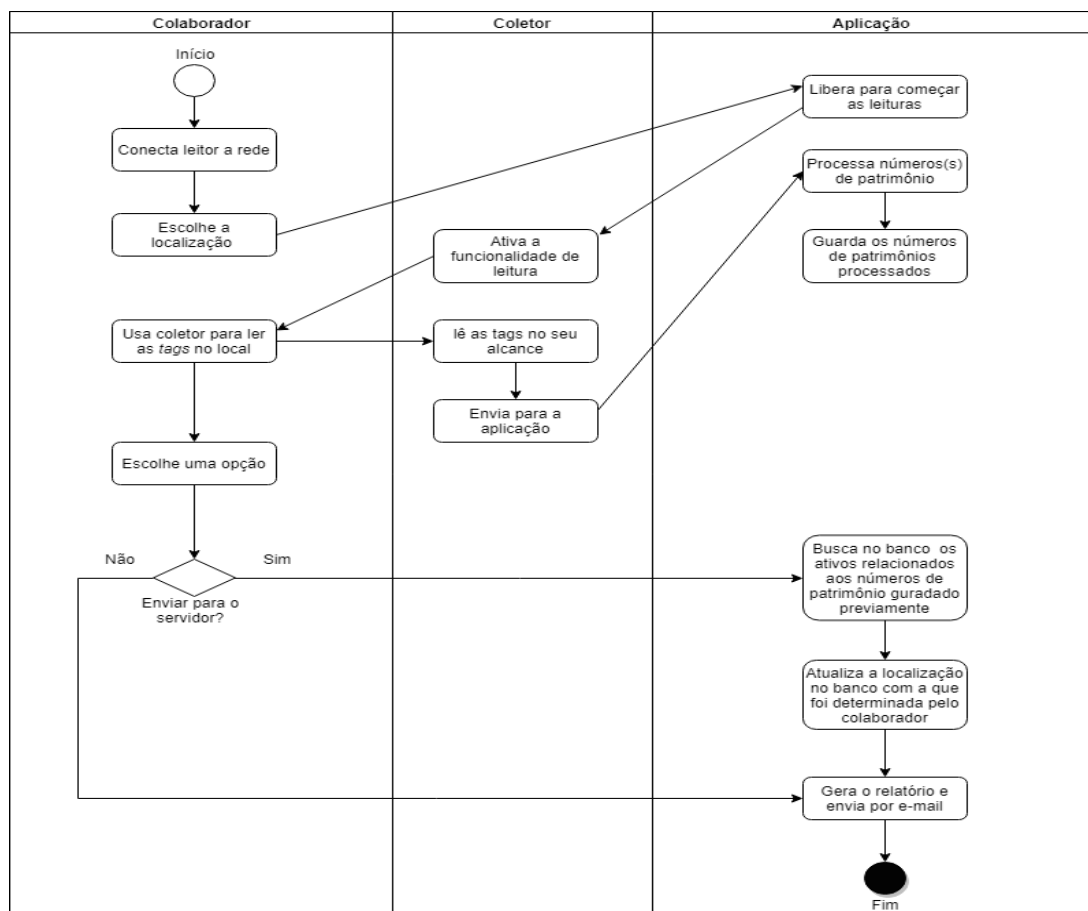 Colaborador
Coletor
Aplicação
Início
Conecta leitor a rede
Escolhe a
localização
Libera para começar
as leituras
Processa números(s)
de patrimônio
Guarda os números
de patrimônios
processados
Ativa a
funcionalidade de
leitura
Usa coletor para ler
as tags no local
lê as tags no seu
alcance
Envia para a
aplicação
Escolhe uma opção
Não
Sim
Enviar para o
servidor?
Busca no banco os
ativos relacionados
aos números de
patrimônio guradado
previamente
Atualiza a localização
no banco com a que
foi determinada pelo
colaborador
Gera o relatório e
envia por e-mail
Fim